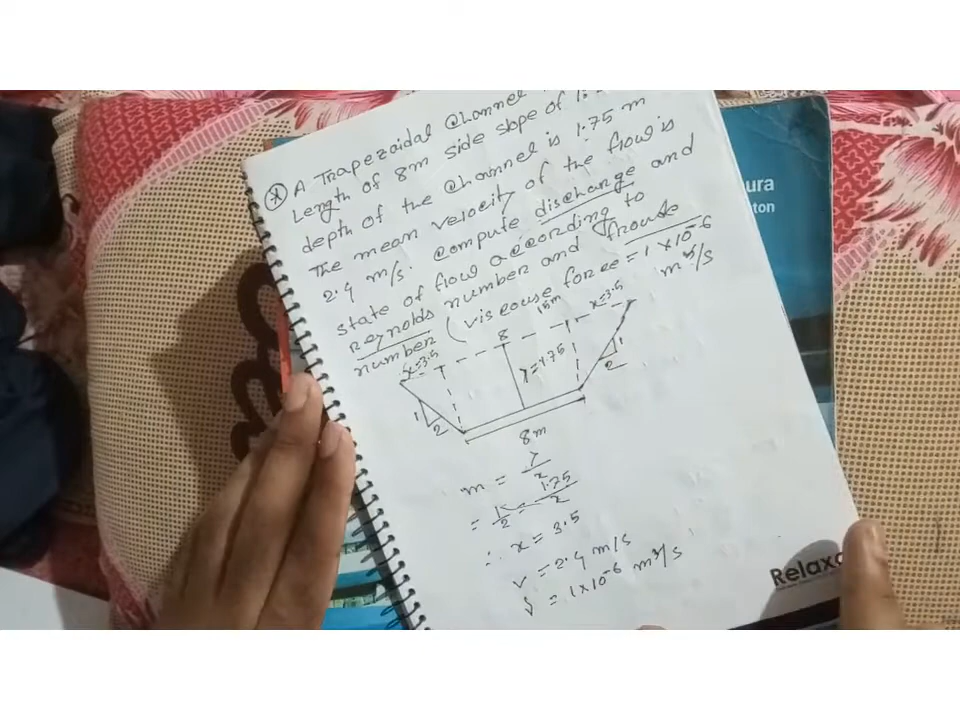 * A Trapezoidal channel
Length of 8m side slope of 1:
depth of the channel is 1.75 m
The mean velocity of the flow is
2.4 m/s. compute discharge and
state of flow according to
Reynolds number and frouse
number ( viscouse force = 1 × 10^-6
m²/s
15m
x=3.5
8
x=3.5
y=1.75
1
2
1
2
8m
m = y/x
= 1/2 = 1.75/x
∴ x = 3.5
v = 2.4 m/s
= 1×10^-6 m²/s
Relax
ura
ton